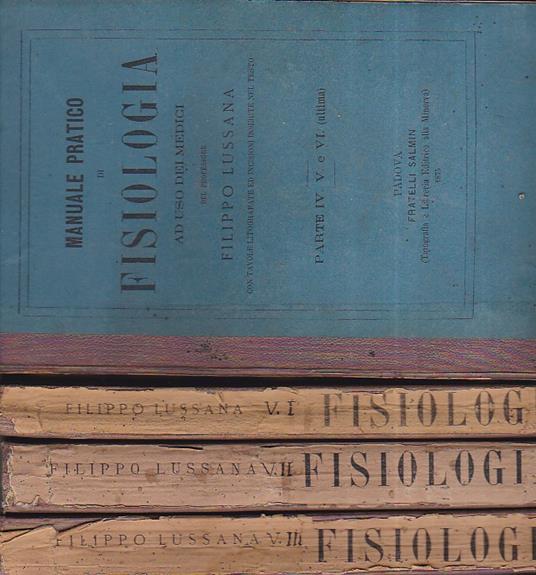 MANUALE PRATICO
DI
FISIOLOGIA
AD USO DEI MEDICI
DEL PROFESSORE
FILIPPO LUSSANA
CON TAVOLE LITOGRAFATE ED INCISIONI INSERITE NEL TESTO
PARTE IV V. e VI. (ultima)
PADOVA
FRATELLI SALMIN
(Tipografia e Libreria Editrice alla Minerva)
1875
FILIPPO LUSSANA V. I FISIOLOG
FILIPPO LUSSANA V. II FISIOLOGI
FILIPPO LUSSANA V. III FISIOLOGI